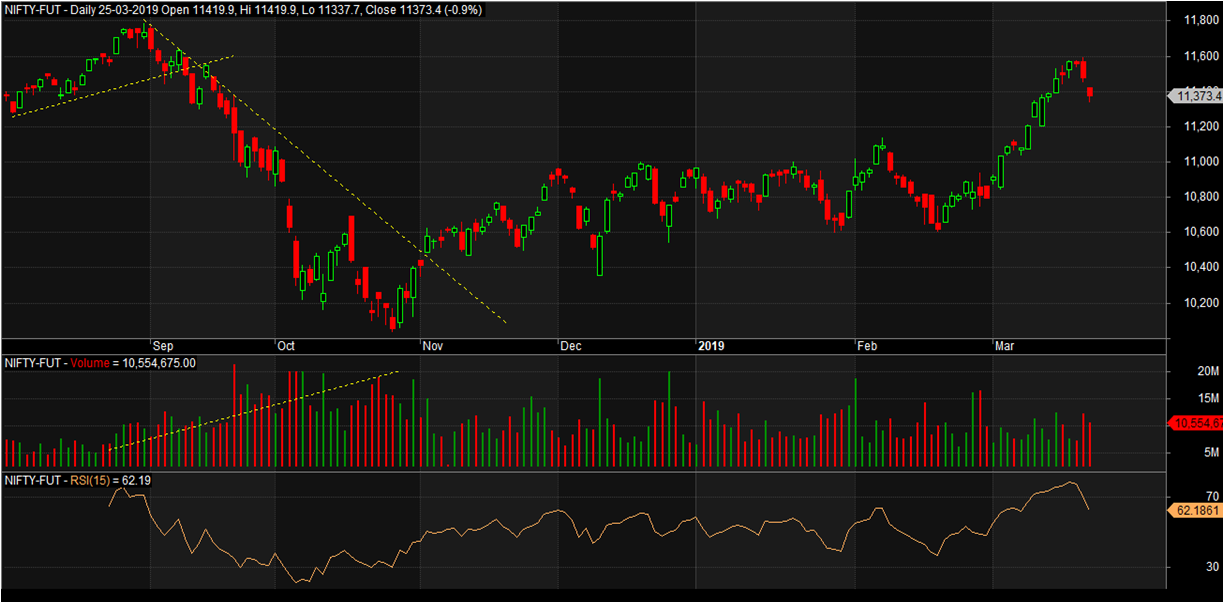 NIFTY-FUT - Daily 25-03-2019 Open 11419.9, Hi 11419.9, Lo 11337.7, Close 11373.4 (-0.9%)
11,800
11,600
11,373.4
11,200
11,000
10,800
10,600
10,400
10,200
Sep Oct Nov Dec 2019 Feb Mar
NIFTY-FUT - Volume = 10,554,675.00
20M
15M
10,554,67
5M
NIFTY-FUT - RSI(15) = 62.19
70
62.1861
30